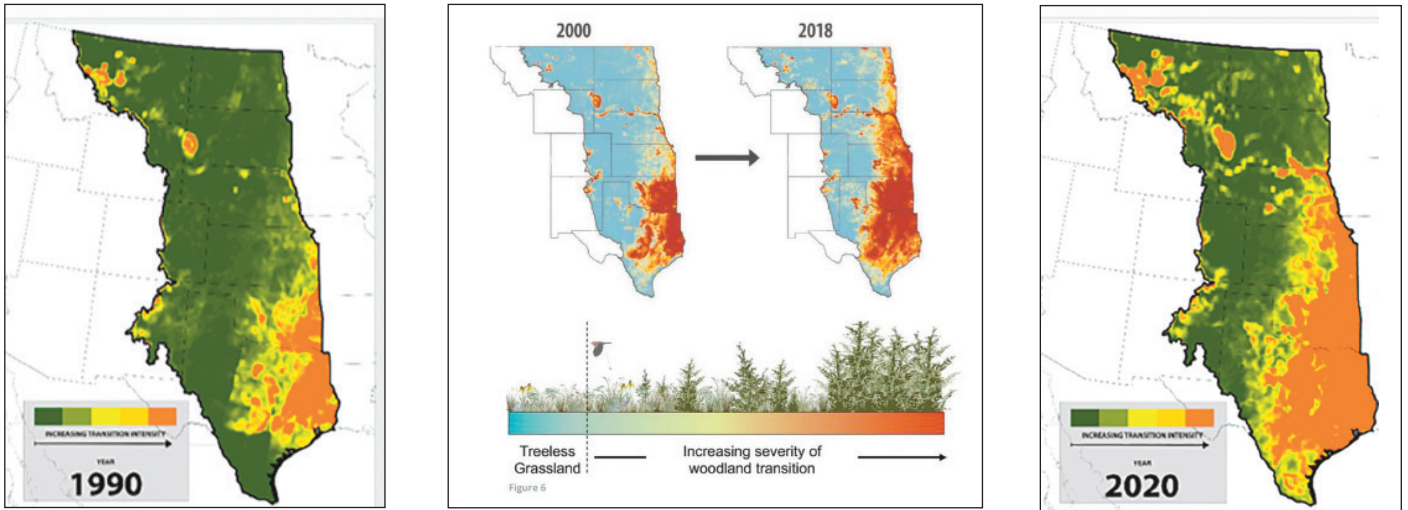 INCREASING TRANSITION INTENSITY
YEAR
1990
2000
2018
Treeless
Grassland
Increasing severity of
woodland transition
Figure 6
INCREASING TRANSITION INTENSITY
YEAR
2020